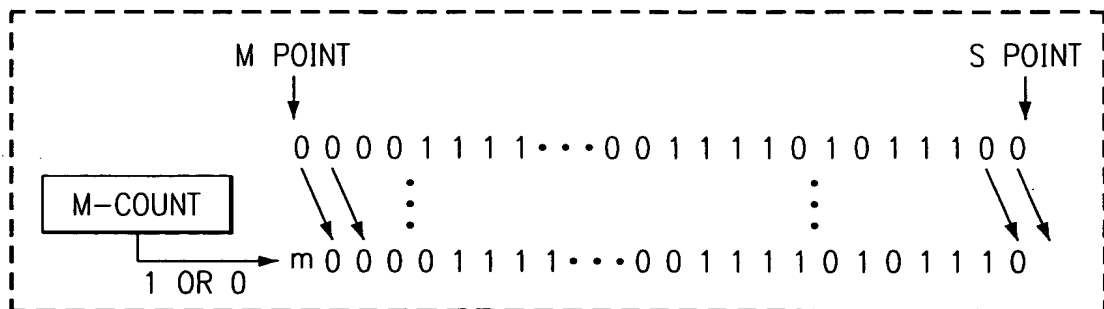 M POINT
S POINT
0 0 0 0 1 1 1 1 ··· 0 0 1 1 1 1 0 1 0 1 1 1 0 0
M-COUNT
m 0 0 0 0 1 1 1 1 ··· 0 0 1 1 1 1 0 1 0 1 1 1 0
1 OR 0